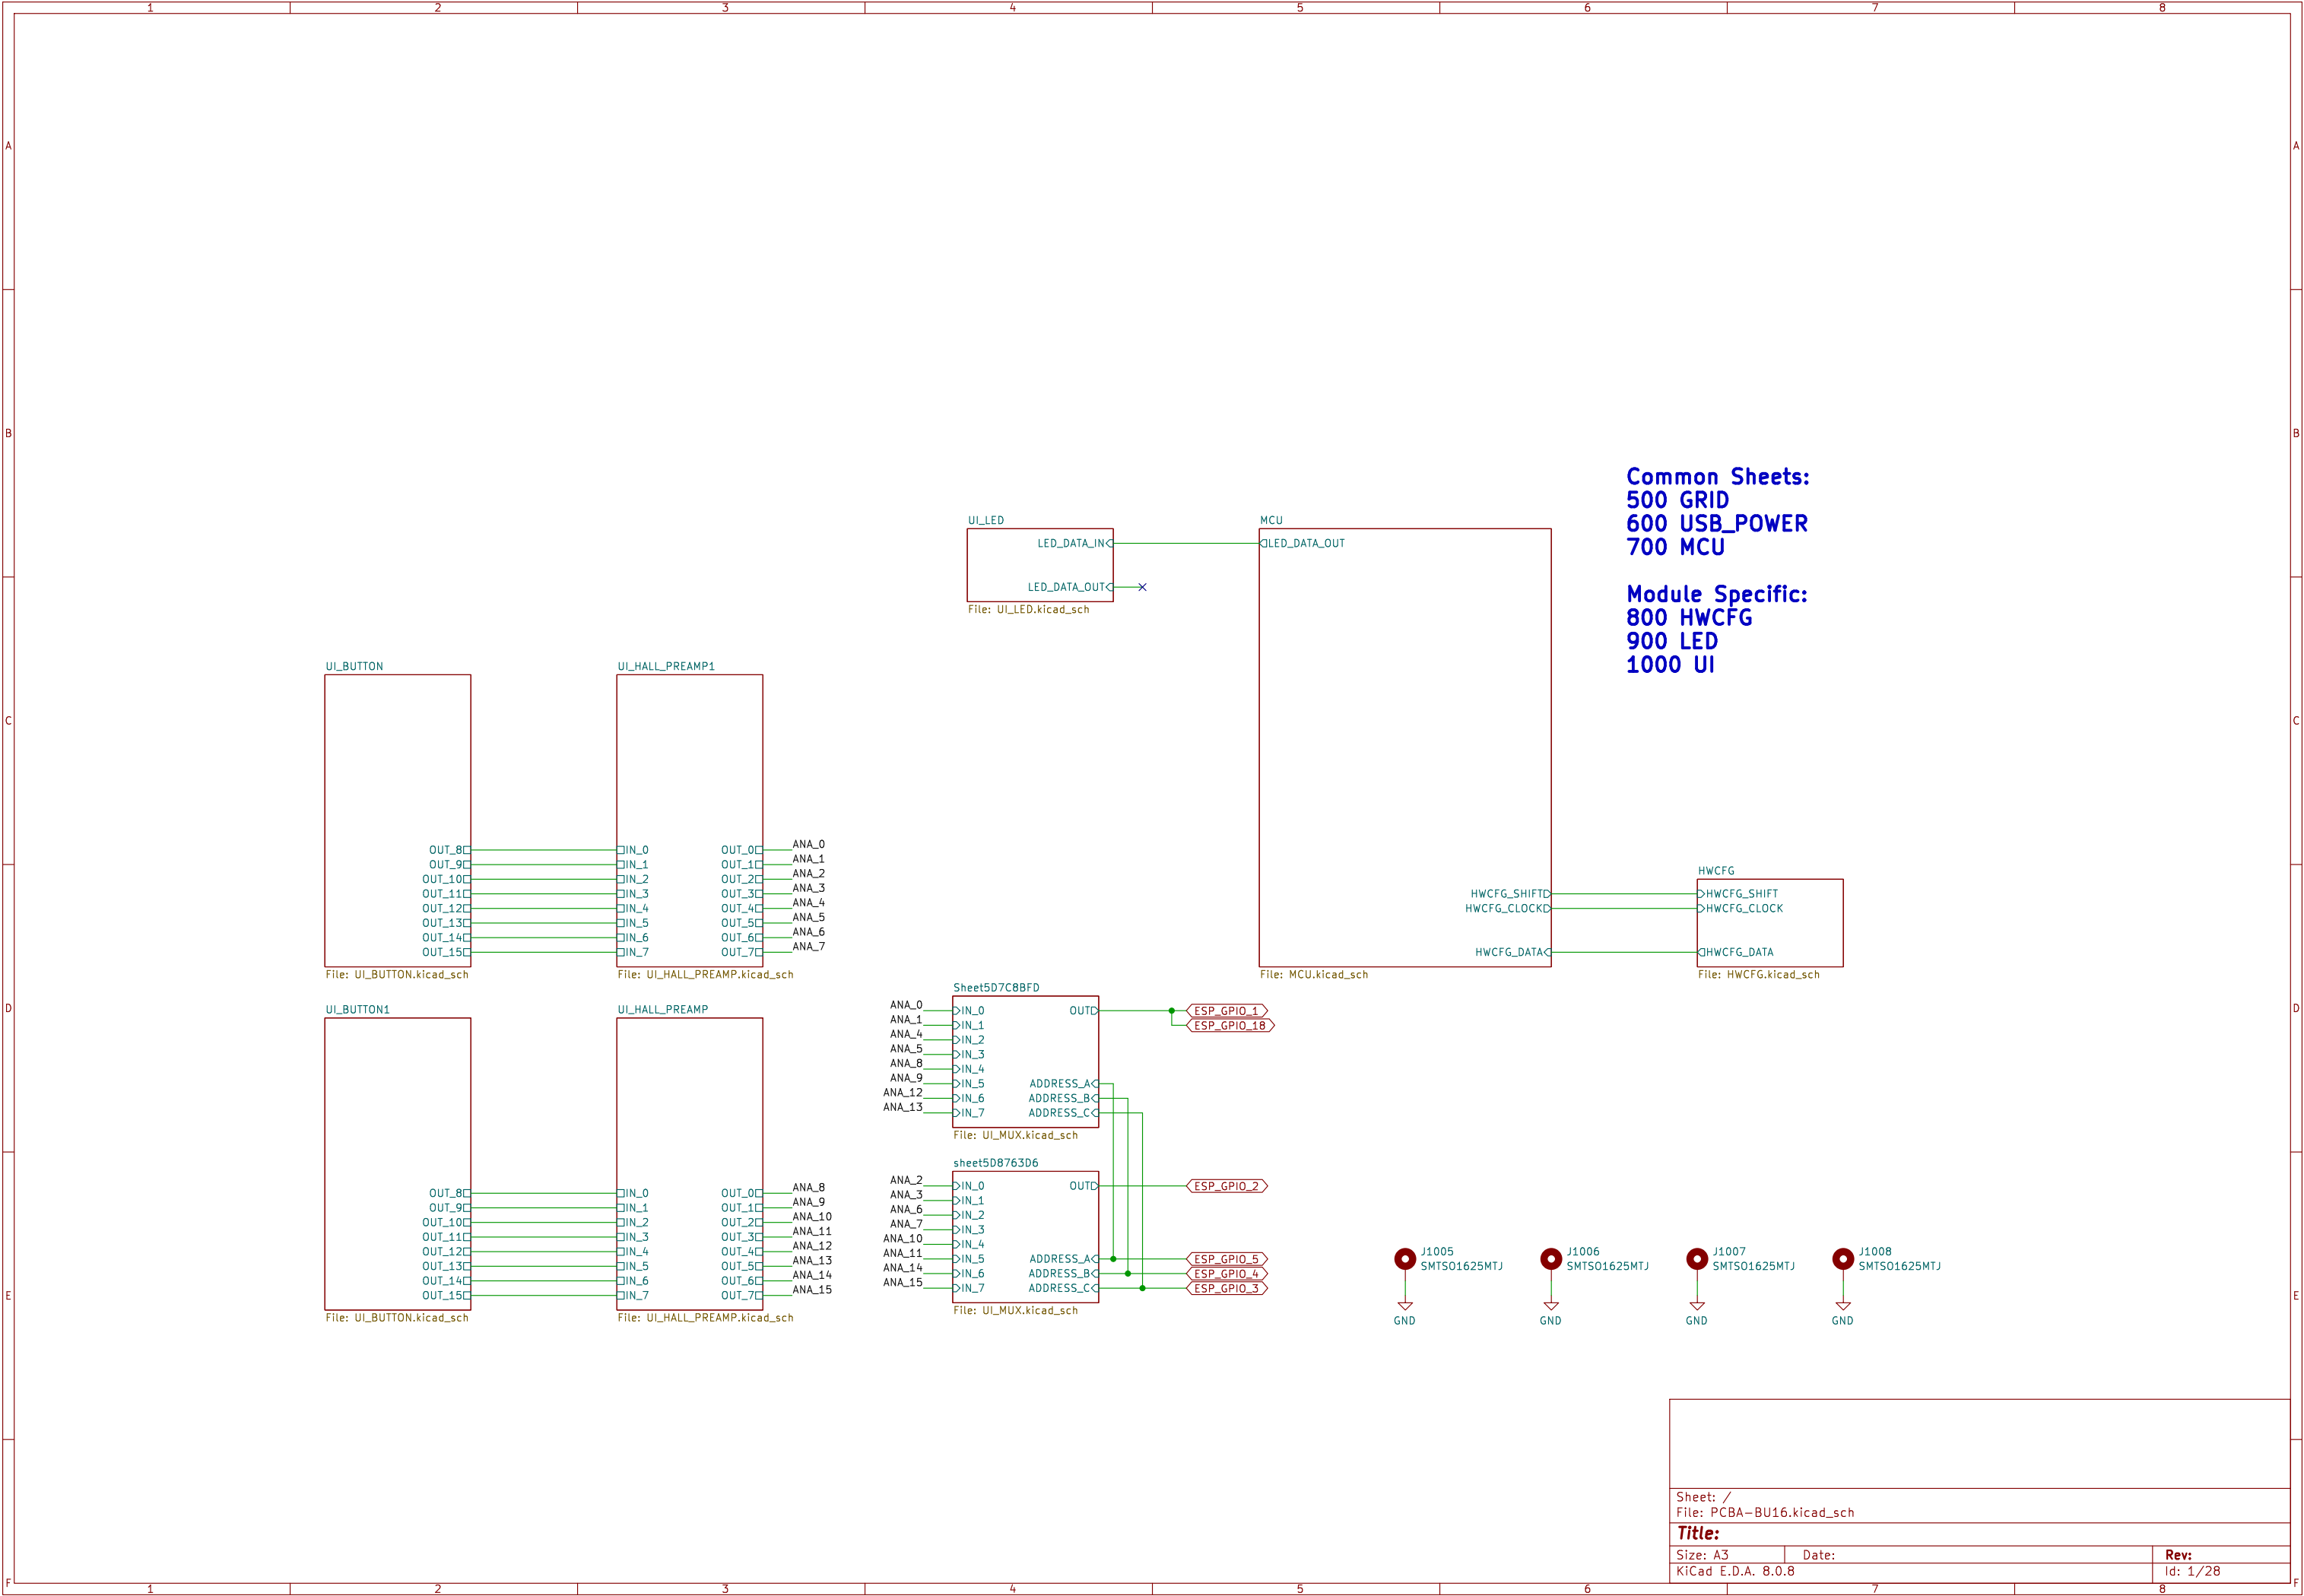 1 2 3 4 5 6 7 8
A A
B B
Common Sheets:
500 GRID
600 USB_POWER
700 MCU
Module Specific:
800 HWCFG
900 LED
1000 UI
UI_LED
LED_DATA_IN
LED_DATA_OUT
File: UI_LED.kicad_sch
MCU
LED_DATA_OUT
HWCFG_SHIFT
HWCFG_CLOCK
HWCFG_DATA
File: MCU.kicad_sch
HWCFG
HWCFG_SHIFT
HWCFG_CLOCK
HWCFG_DATA
File: HWCFG.kicad_sch
C C
UI_BUTTON
OUT_8
OUT_9
OUT_10
OUT_11
OUT_12
OUT_13
OUT_14
OUT_15
File: UI_BUTTON.kicad_sch
UI_HALL_PREAMP1
IN_0 OUT_0 ANA_0
IN_1 OUT_1 ANA_1
IN_2 OUT_2 ANA_2
IN_3 OUT_3 ANA_3
IN_4 OUT_4 ANA_4
IN_5 OUT_5 ANA_5
IN_6 OUT_6 ANA_6
IN_7 OUT_7 ANA_7
File: UI_HALL_PREAMP.kicad_sch
D D
UI_BUTTON1
OUT_8
OUT_9
OUT_10
OUT_11
OUT_12
OUT_13
OUT_14
OUT_15
File: UI_BUTTON.kicad_sch
UI_HALL_PREAMP
IN_0 OUT_0 ANA_8
IN_1 OUT_1 ANA_9
IN_2 OUT_2 ANA_10
IN_3 OUT_3 ANA_11
IN_4 OUT_4 ANA_12
IN_5 OUT_5 ANA_13
IN_6 OUT_6 ANA_14
IN_7 OUT_7 ANA_15
File: UI_HALL_PREAMP.kicad_sch
Sheet5D7C8BFD
ANA_0 IN_0 OUT ESP_GPIO_1
ANA_1 IN_1 ESP_GPIO_18
ANA_4 IN_2
ANA_5 IN_3
ANA_8 IN_4
ANA_9 IN_5 ADDRESS_A
ANA_12 IN_6 ADDRESS_B
ANA_13 IN_7 ADDRESS_C
File: UI_MUX.kicad_sch
sheet5D8763D6
ANA_2 IN_0 OUT ESP_GPIO_2
ANA_3 IN_1
ANA_6 IN_2
ANA_7 IN_3
ANA_10 IN_4
ANA_11 IN_5 ADDRESS_A ESP_GPIO_5
ANA_14 IN_6 ADDRESS_B ESP_GPIO_4
ANA_15 IN_7 ADDRESS_C ESP_GPIO_3
File: UI_MUX.kicad_sch
J1005 J1006 J1007 J1008
SMTSO1625MTJ SMTSO1625MTJ SMTSO1625MTJ SMTSO1625MTJ
GND GND GND GND
E E
Sheet: /
File: PCBA-BU16.kicad_sch
Title:
Size: A3 Date: Rev:
KiCad E.D.A. 8.0.8 Id: 1/28
F F
1 2 3 4 5 6 7 8